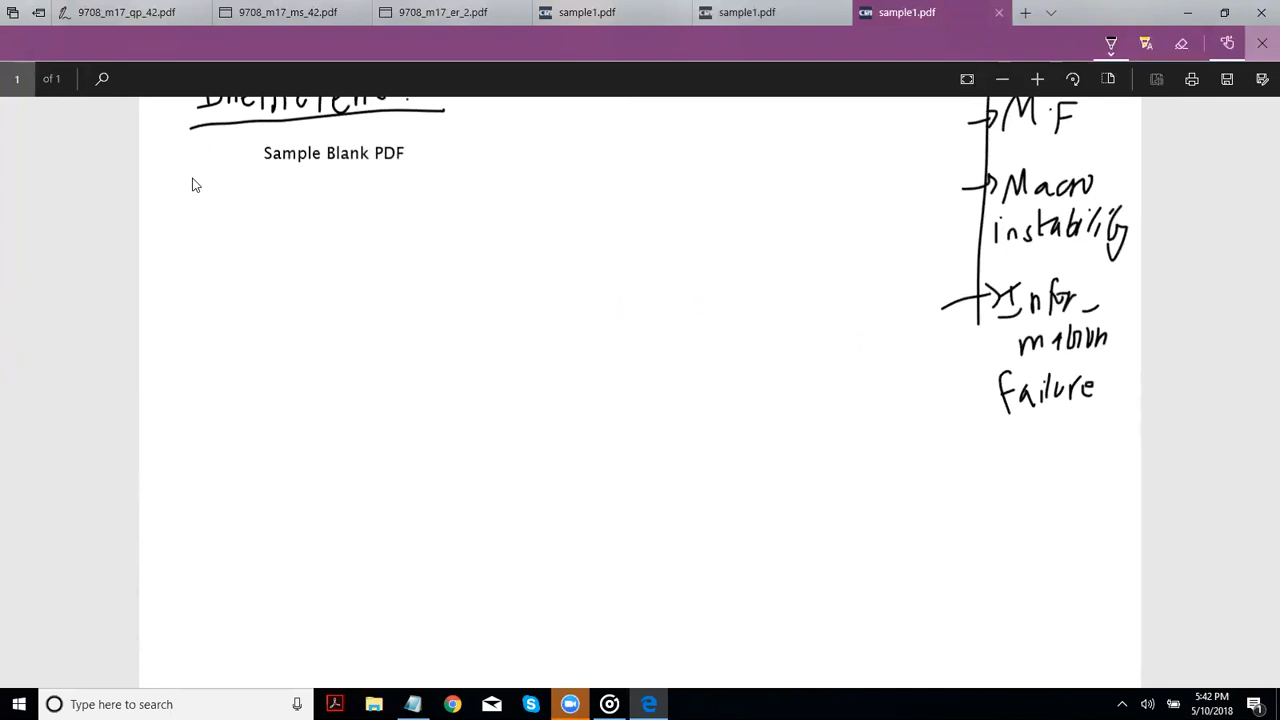 9708_m17_qp_42.pdf
9708_m17_ms_42.pdf
9708_m17_er_2.pdf
sample1.pdf
sample1.pdf
sample1.pdf
1 of 1
M.F
Sample Blank PDF
Macro
instability
Infor_
mation
failure
Type here to search
5:42 PM
5/10/2018